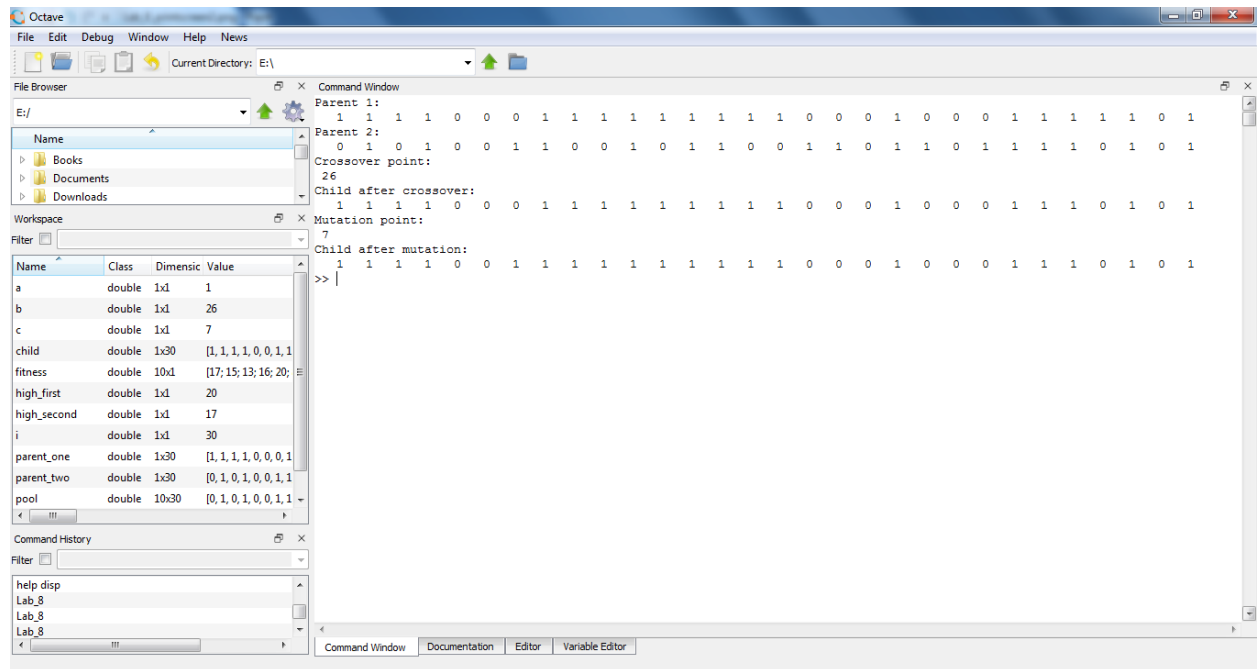 Octave
File Edit Debug Window Help News
Current Directory: E:\
File Browser
E:/
Name
Books
Documents
Downloads
Workspace
Filter
Name Class Dimensic Value
a double 1x1 1
b double 1x1 26
c double 1x1 7
child double 1x30 [1, 1, 1, 1, 0, 0, 1, 1
fitness double 10x1 [17; 15; 13; 16; 20;
high_first double 1x1 20
high_second double 1x1 17
i double 1x1 30
parent_one double 1x30 [1, 1, 1, 1, 0, 0, 0, 1
parent_two double 1x30 [0, 1, 0, 1, 0, 0, 1, 1
pool double 10x30 [0, 1, 0, 1, 0, 0, 1, 1
Command History
Filter
help disp
Lab_8
Lab_8
Lab_8
Command Window
Parent 1:
1 1 1 1 0 0 0 1 1 1 1 1 1 1 1 1 0 0 0 1 0 0 0 1 1 1 1 1 0 1
Parent 2:
0 1 0 1 0 0 1 1 0 0 1 0 1 1 0 0 1 1 0 1 1 0 1 1 1 1 0 1 0 1
Crossover point:
26
Child after crossover:
1 1 1 1 0 0 0 1 1 1 1 1 1 1 1 1 0 0 0 1 0 0 0 1 1 1 0 1 0 1
Mutation point:
7
Child after mutation:
1 1 1 1 0 0 1 1 1 1 1 1 1 1 1 1 0 0 0 1 0 0 0 1 1 1 0 1 0 1
>>
Command Window Documentation Editor Variable Editor